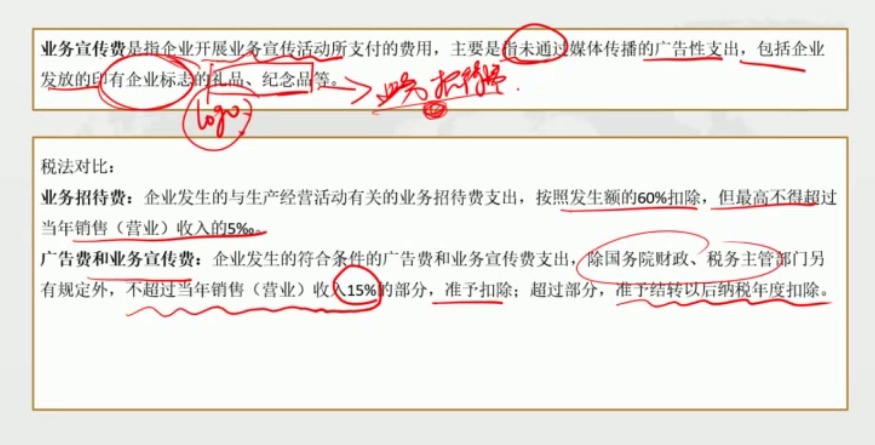 业务宣传费是指企业开展业务宣传活动所支付的费用，主要是指未通过媒体传播的广告性支出，包括企业
发放的印有企业标志的礼品、纪念品等。
业务招待费.
logo
税法对比：
业务招待费：企业发生的与生产经营活动有关的业务招待费支出，按照发生额的60%扣除，但最高不得超过
当年销售（营业）收入的5‰。
广告费和业务宣传费：企业发生的符合条件的广告费和业务宣传费支出，除国务院财政、税务主管部门另
有规定外，不超过当年销售（营业）收入15%的部分，准予扣除；超过部分，准予结转以后纳税年度扣除。